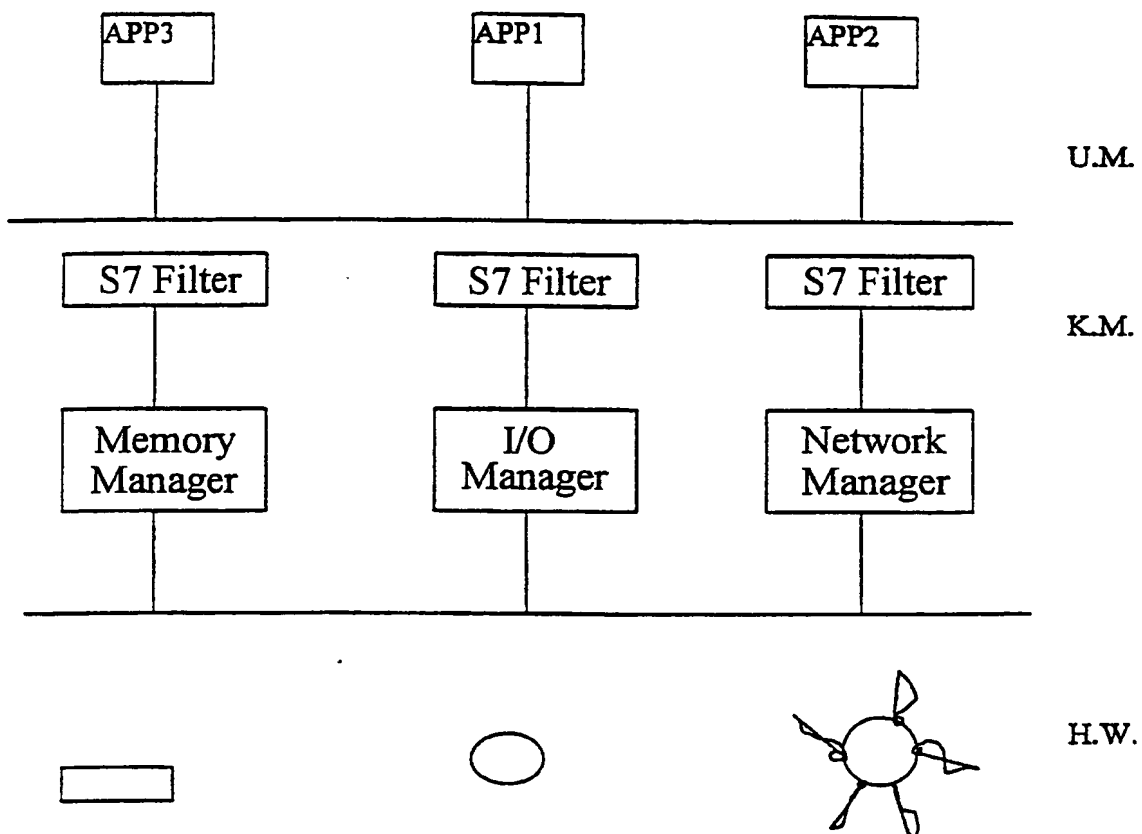 APP3
APP1
APP2
U.M.
S7 Filter
S7 Filter
S7 Filter
K.M.
Memory
Manager
I/O
Manager
Network
Manager
H.W.